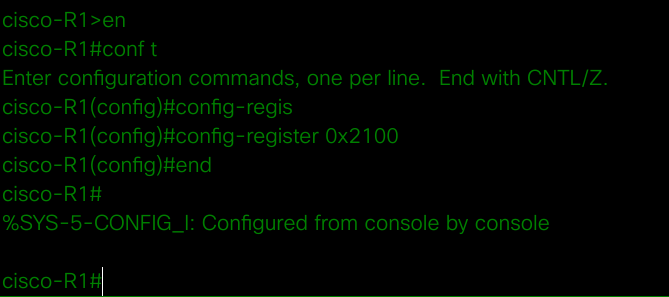 cisco-R1>en
cisco-R1#conf t
Enter configuration commands, one per line.  End with CNTL/Z.
cisco-R1(config)#config-regis
cisco-R1(config)#config-register 0x2100
cisco-R1(config)#end
cisco-R1#
%SYS-5-CONFIG_I: Configured from console by console
cisco-R1#